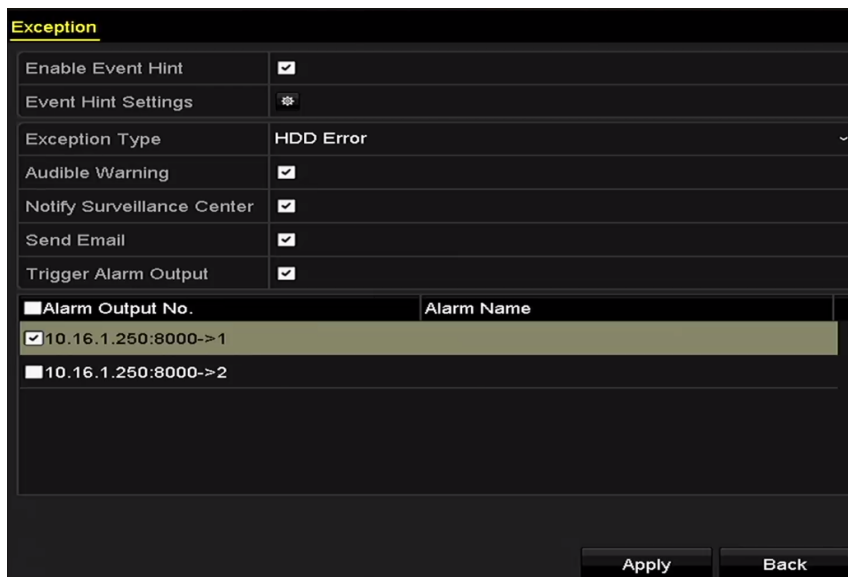 Exception
Enable Event Hint
Event Hint Settings
Exception Type HDD Error
Audible Warning
Notify Surveillance Center
Send Email
Trigger Alarm Output
Alarm Output No. Alarm Name
10.16.1.250:8000->1
10.16.1.250:8000->2
Apply Back